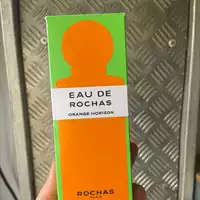 EAU DE
ROCHAS
ORANGE HORIZON
ROCHAS
PARIS